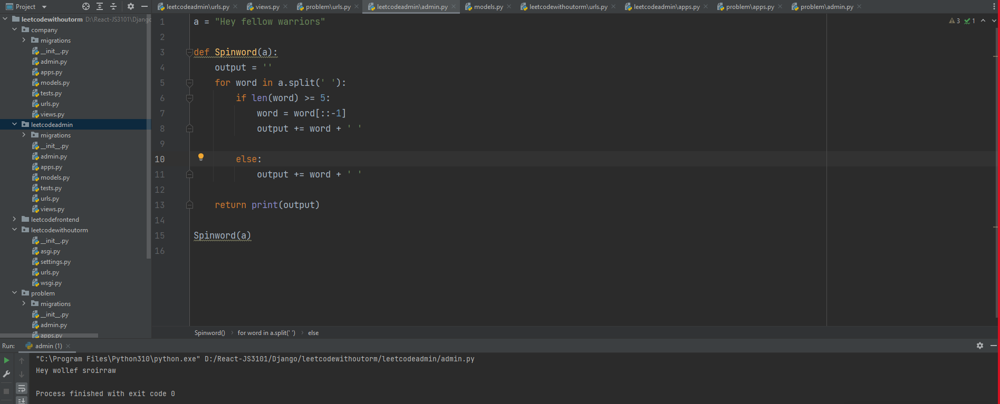 Project
leetcodeadmin\urls.py
views.py
problem\urls.py
leetcodeadmin\admin.py
models.py
leetcodewithoutorm\urls.py
leetcodeadmin\apps.py
problem\apps.py
problem\admin.py
leetcodewithoutorm D:\React-JS3101\Django
company
migrations
__init__.py
admin.py
apps.py
models.py
tests.py
urls.py
views.py
leetcodeadmin
migrations
__init__.py
admin.py
apps.py
models.py
tests.py
urls.py
views.py
leetcodefrontend
leetcodewithoutorm
__init__.py
asgi.py
settings.py
urls.py
wsgi.py
problem
migrations
__init__.py
admin.py
apps.py
3 1
1 a = "Hey fellow warriors"
2
3 def Spinword(a):
4 output = ''
5 for word in a.split(' '):
6 if len(word) >= 5:
7 word = word[::-1]
8 output += word + ' '
9
10 else:
11 output += word + ' '
12
13 return print(output)
14
15 Spinword(a)
16
Spinword() › for word in a.split(' ') › else
Run: admin (1)
"C:\Program Files\Python310\python.exe" D:/React-JS3101/Django/leetcodewithoutorm/leetcodeadmin/admin.py
Hey wollef sroirraw
Process finished with exit code 0